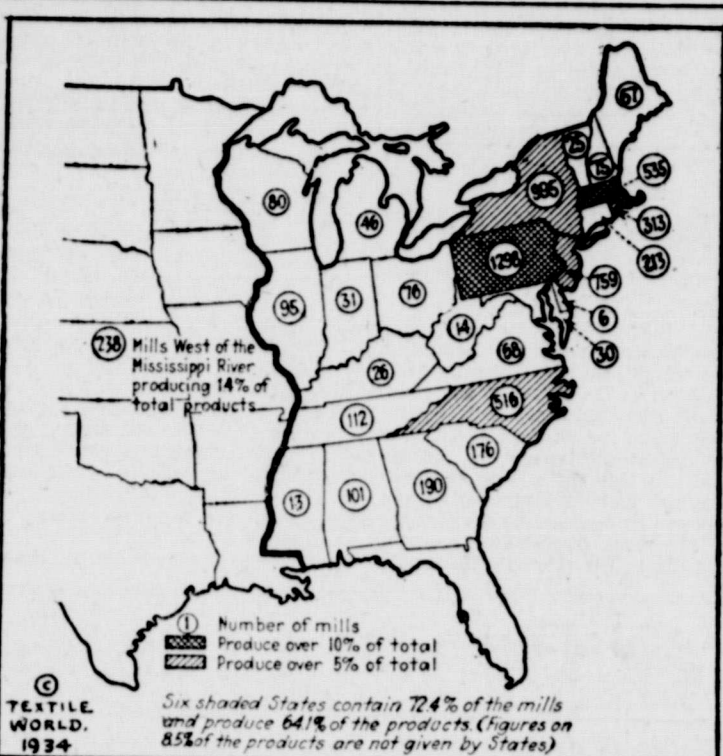 61
25
15
535
80
46
313
213
1298
759
95
31
78
14
6
238
Mills West of the
Mississippi River
producing 14% of
total products
26
68
30
112
516
176
13
101
190
1 Number of mills
Produce over 10% of total
Produce over 5% of total
©
TEXTILE
WORLD.
1934
Six shaded States contain 72.4% of the mills
and produce 64.1% of the products. (Figures on
8.5% of the products are not given by States)